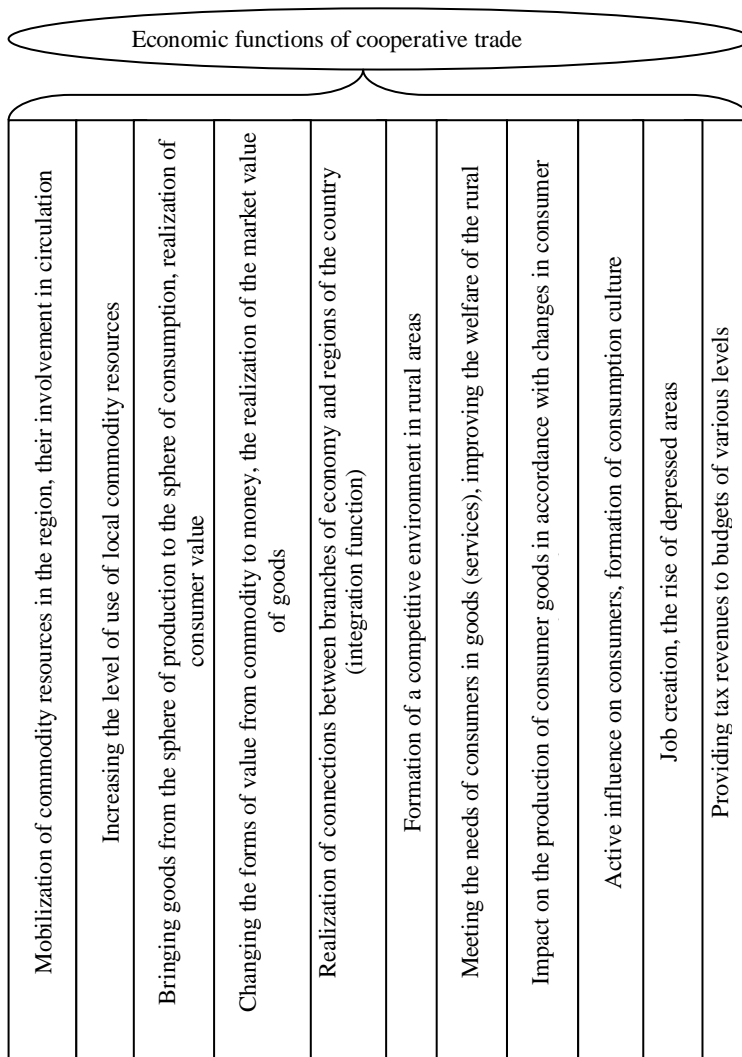 Economic functions of cooperative trade
Mobilization of commodity resources in the region, their involvement in circulation
Increasing the level of use of local commodity resources
Bringing goods from the sphere of production to the sphere of consumption, realization of
consumer value
Changing the forms of value from commodity to money, the realization of the market value
of goods
Realization of connections between branches of economy and regions of the country
(integration function)
Formation of a competitive environment in rural areas
Meeting the needs of consumers in goods (services), improving the welfare of the rural
Impact on the production of consumer goods in accordance with changes in consumer
Active influence on consumers, formation of consumption culture
Job creation, the rise of depressed areas
Providing tax revenues to budgets of various levels